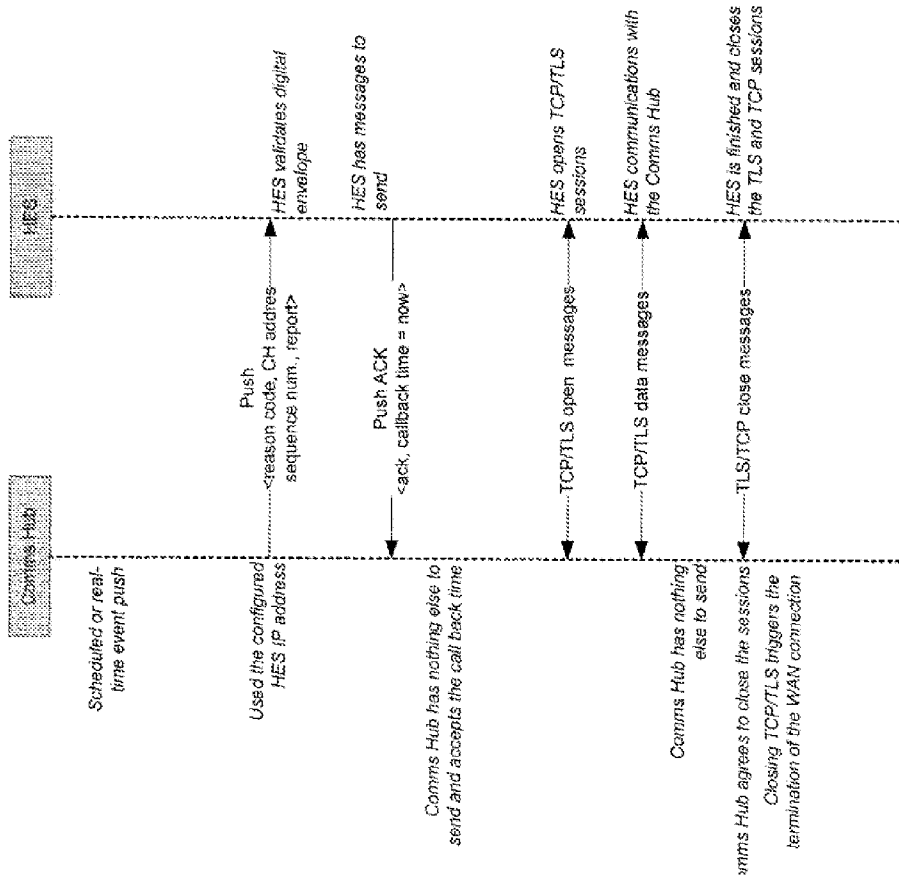 Comms Hub
HES
Scheduled or real-
time event push
Used the configured
HES IP address
Push
<reason code, CH addres
sequence num., report>
HES validates digital
envelope
HES has messages to
send
Push ACK
<ack, callback time = now>
Comms Hub has nothing else to
send and accepts the call back time
TCP/TLS open messages
HES opens TCP/TLS
sessions
TCP/TLS data messages
HES communications with
the Comms Hub
Comms Hub has nothing
else to send
TLS/TCP close messages
HES is finished and closes
the TLS and TCP sessions
omms Hub agrees to close the sessions
Closing TCP/TLS triggers the
termination of the WAN connection